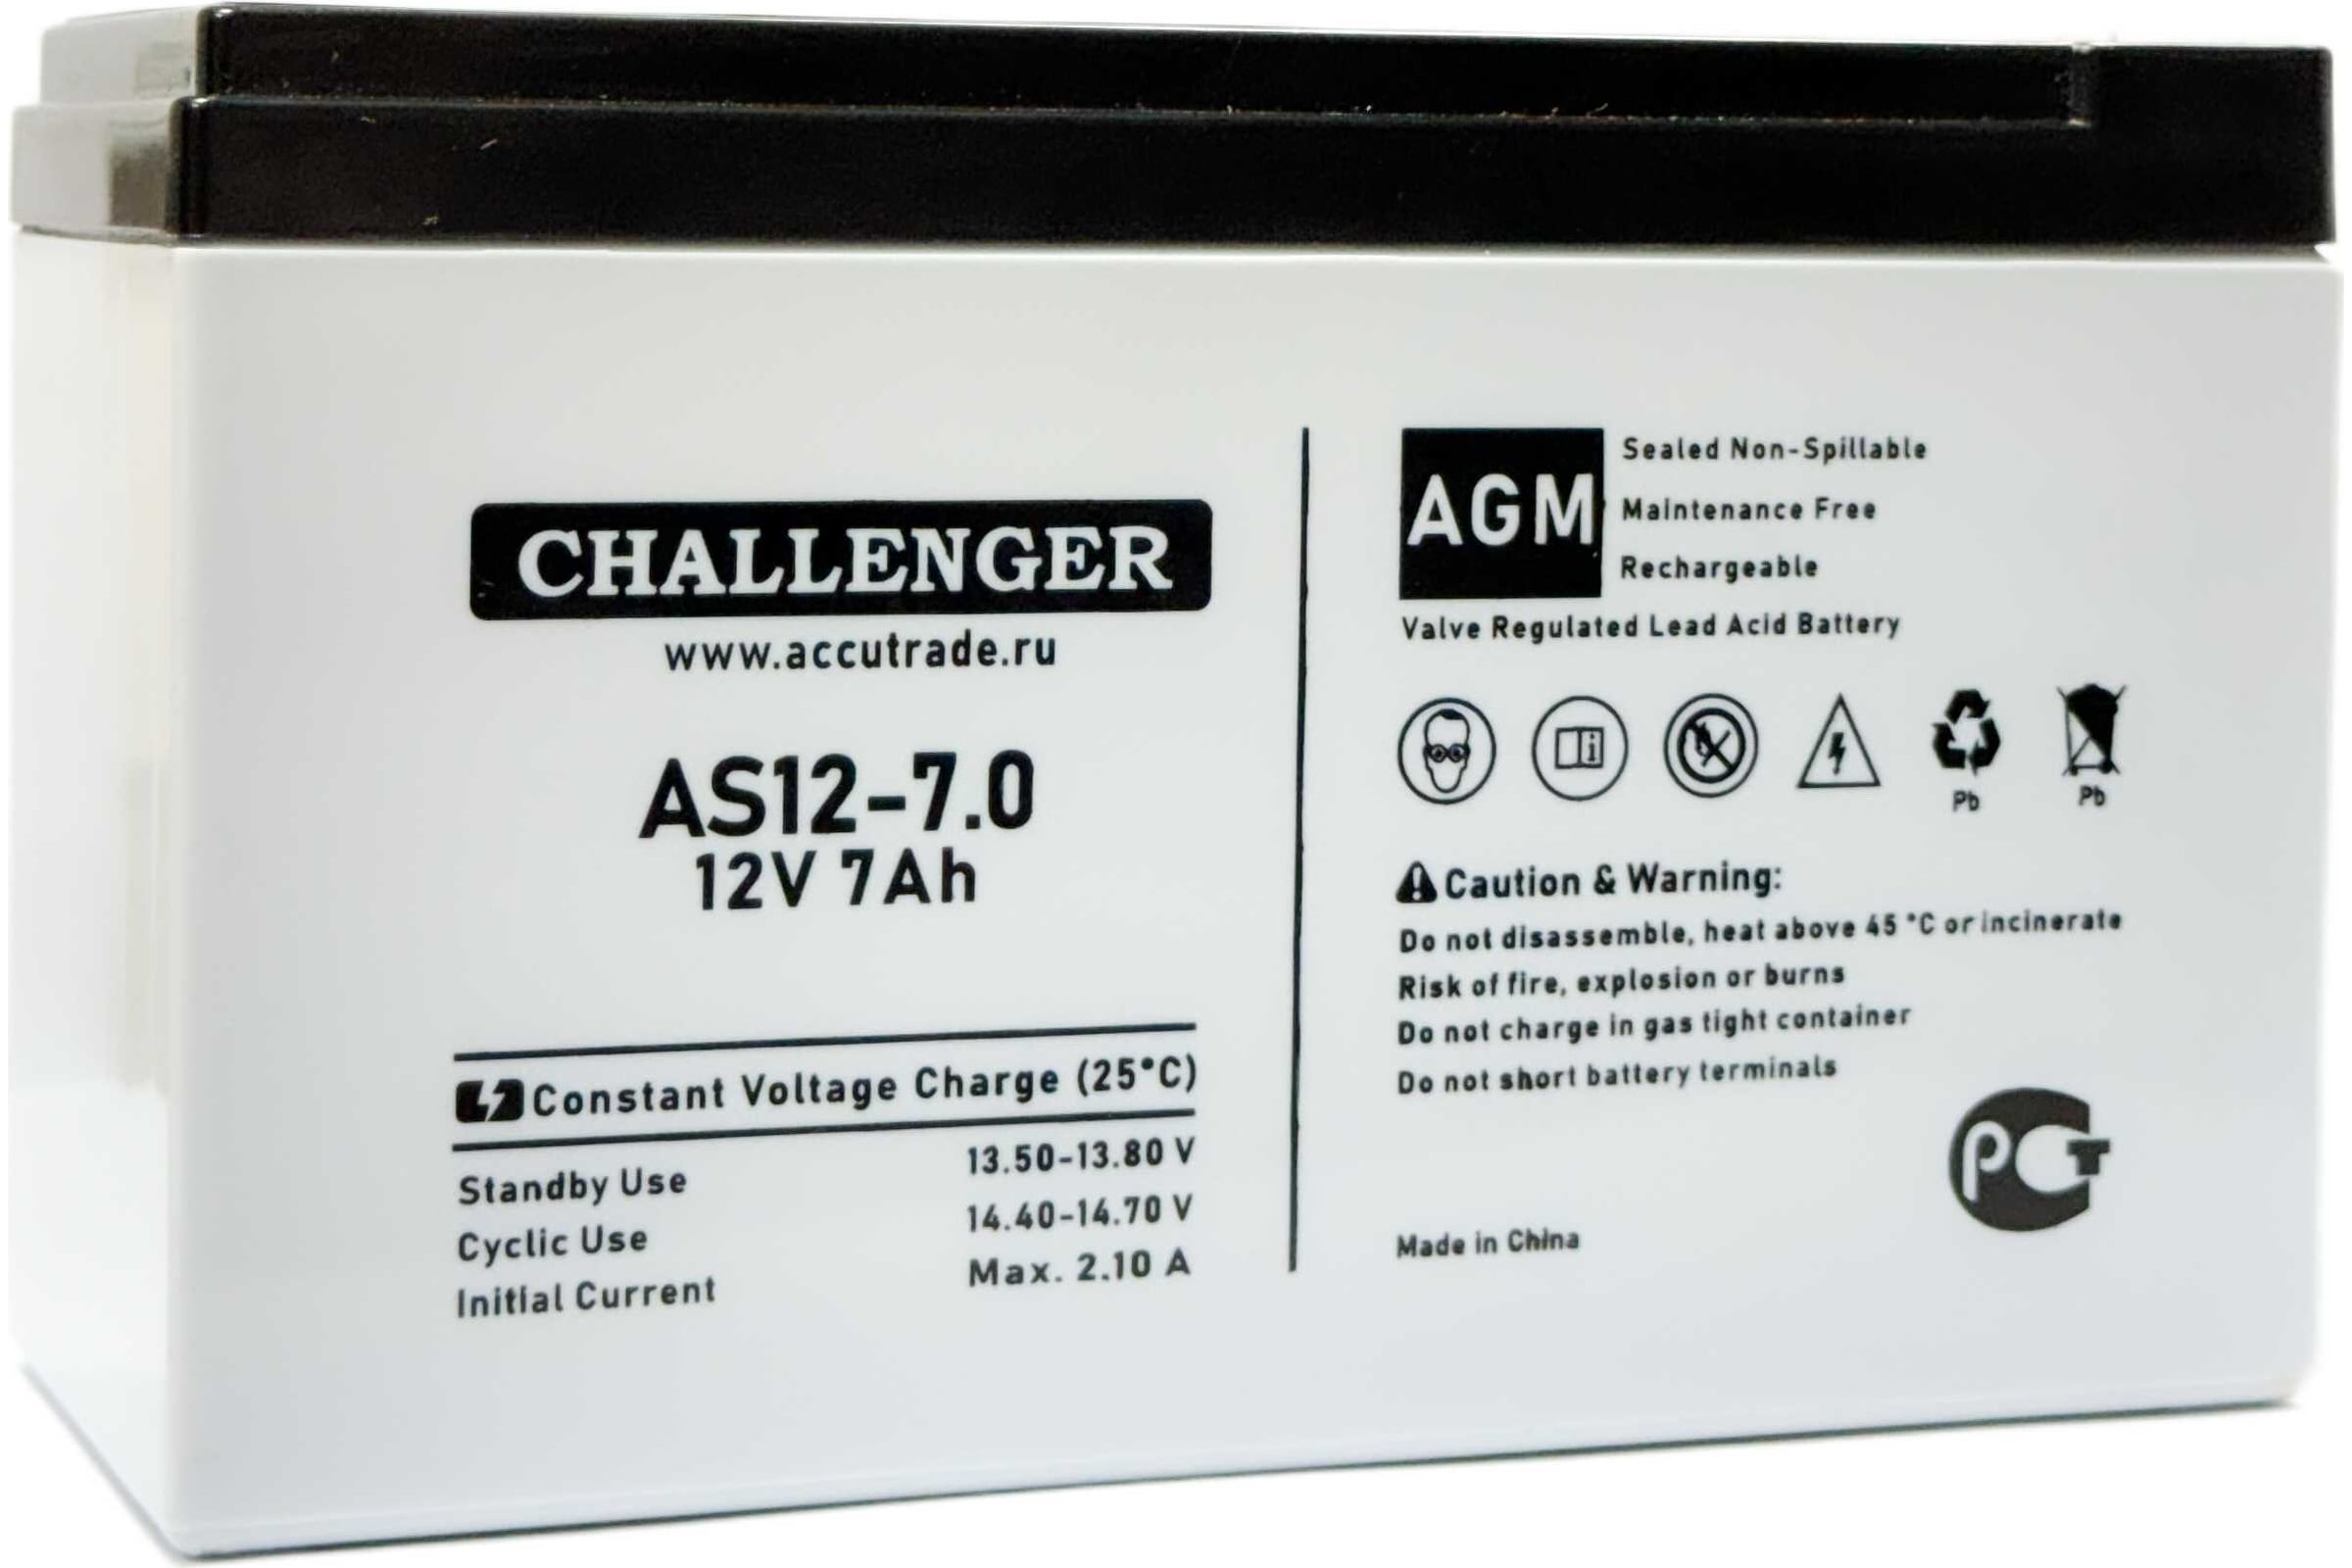 CHALLENGER
www.accutrade.ru
AS12-7.0
12V 7Ah
Constant Voltage Charge (25°C)
Standby Use 13.50-13.80 V
Cyclic Use 14.40-14.70 V
Initial Current Max. 2.10 A
AGM
Sealed Non-Spillable
Maintenance Free
Rechargeable
Valve Regulated Lead Acid Battery
Pb Pb
Caution & Warning:
Do not disassemble, heat above 45 °C or incinerate
Risk of fire, explosion or burns
Do not charge in gas tight container
Do not short battery terminals
РСТ
Made in China